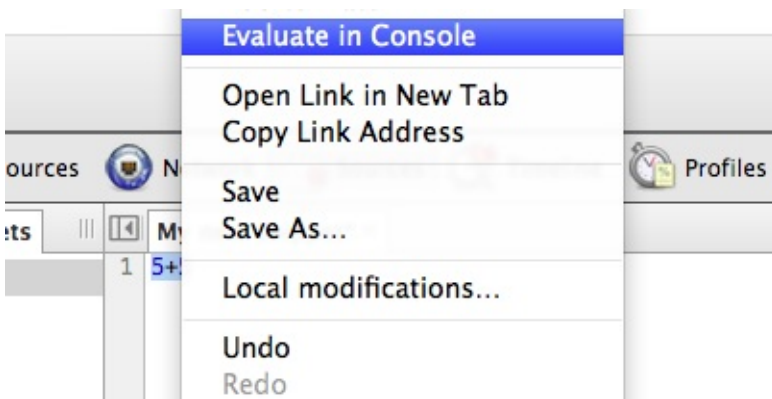 Evaluate in Console
Open Link in New Tab
Copy Link Address
ources N Profiles
Save
ets My Save As...
1 5+
Local modifications...
Undo
Redo